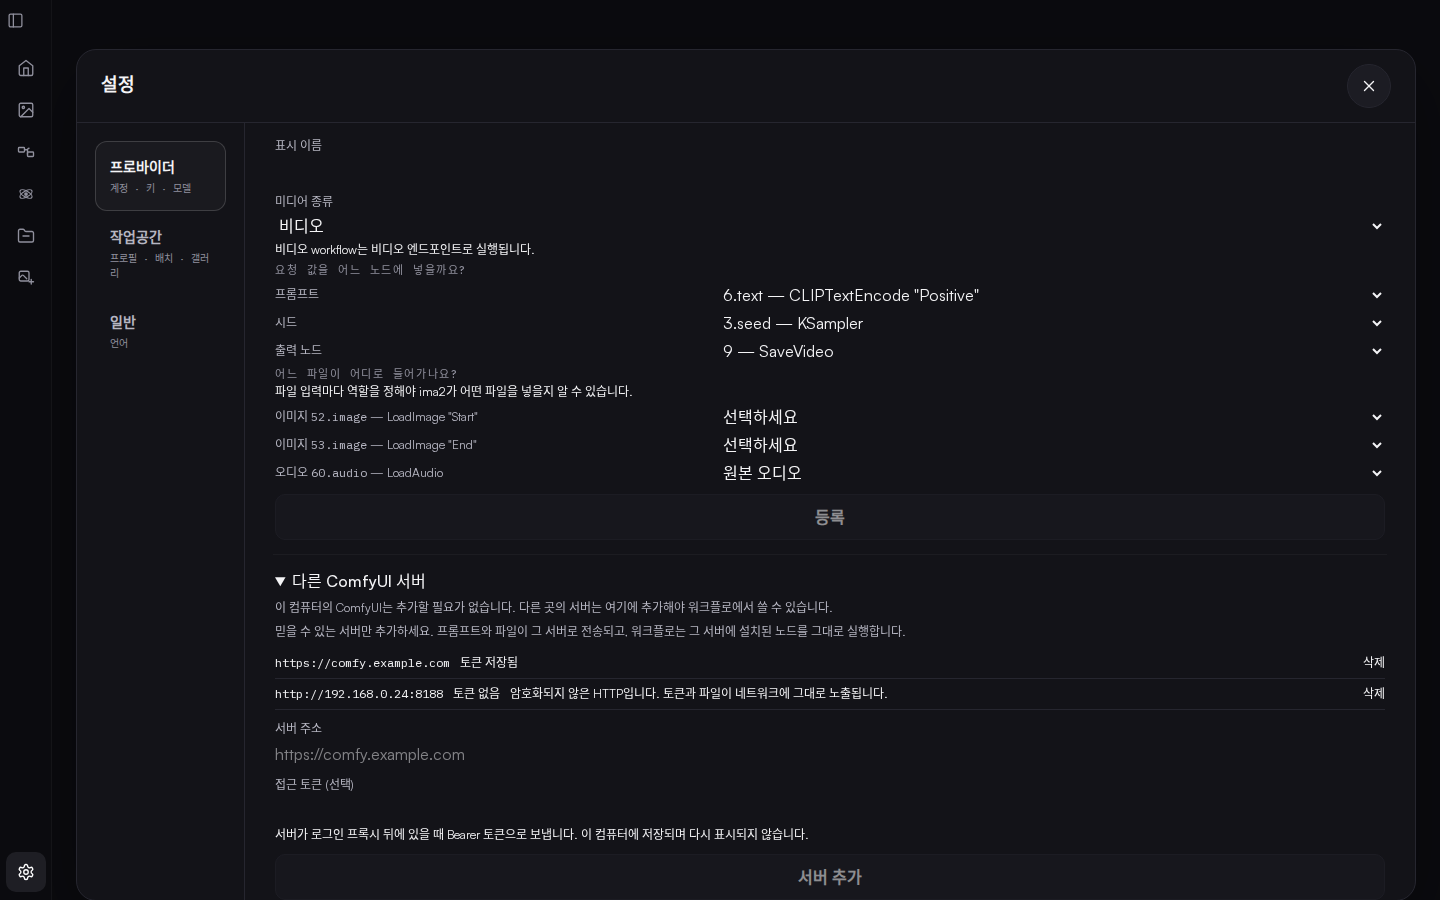 설정
프로바이더
계정 · 키 · 모델
작업공간
프로필 · 배치 · 갤러
리
일반
언어
표시 이름
미디어 종류
비디오
비디오 workflow는 비디오 엔드포인트로 실행됩니다.
요청 값을 어느 노드에 넣을까요?
프롬프트 6.text — CLIPTextEncode "Positive"
시드 3.seed — KSampler
출력 노드 9 — SaveVideo
어느 파일이 어디로 들어가나요?
파일 입력마다 역할을 정해야 ima2가 어떤 파일을 넣을지 알 수 있습니다.
이미지 52.image — LoadImage "Start" 선택하세요
이미지 53.image — LoadImage "End" 선택하세요
오디오 60.audio — LoadAudio 원본 오디오
등록
▼ 다른 ComfyUI 서버
이 컴퓨터의 ComfyUI는 추가할 필요가 없습니다. 다른 곳의 서버는 여기에 추가해야 워크플로에서 쓸 수 있습니다.
믿을 수 있는 서버만 추가하세요. 프롬프트와 파일이 그 서버로 전송되고, 워크플로는 그 서버에 설치된 노드를 그대로 실행합니다.
https://comfy.example.com 토큰 저장됨 삭제
http://192.168.0.24:8188 토큰 없음 암호화되지 않은 HTTP입니다. 토큰과 파일이 네트워크에 그대로 노출됩니다. 삭제
서버 주소
https://comfy.example.com
접근 토큰 (선택)
서버가 로그인 프록시 뒤에 있을 때 Bearer 토큰으로 보냅니다. 이 컴퓨터에 저장되며 다시 표시되지 않습니다.
서버 추가